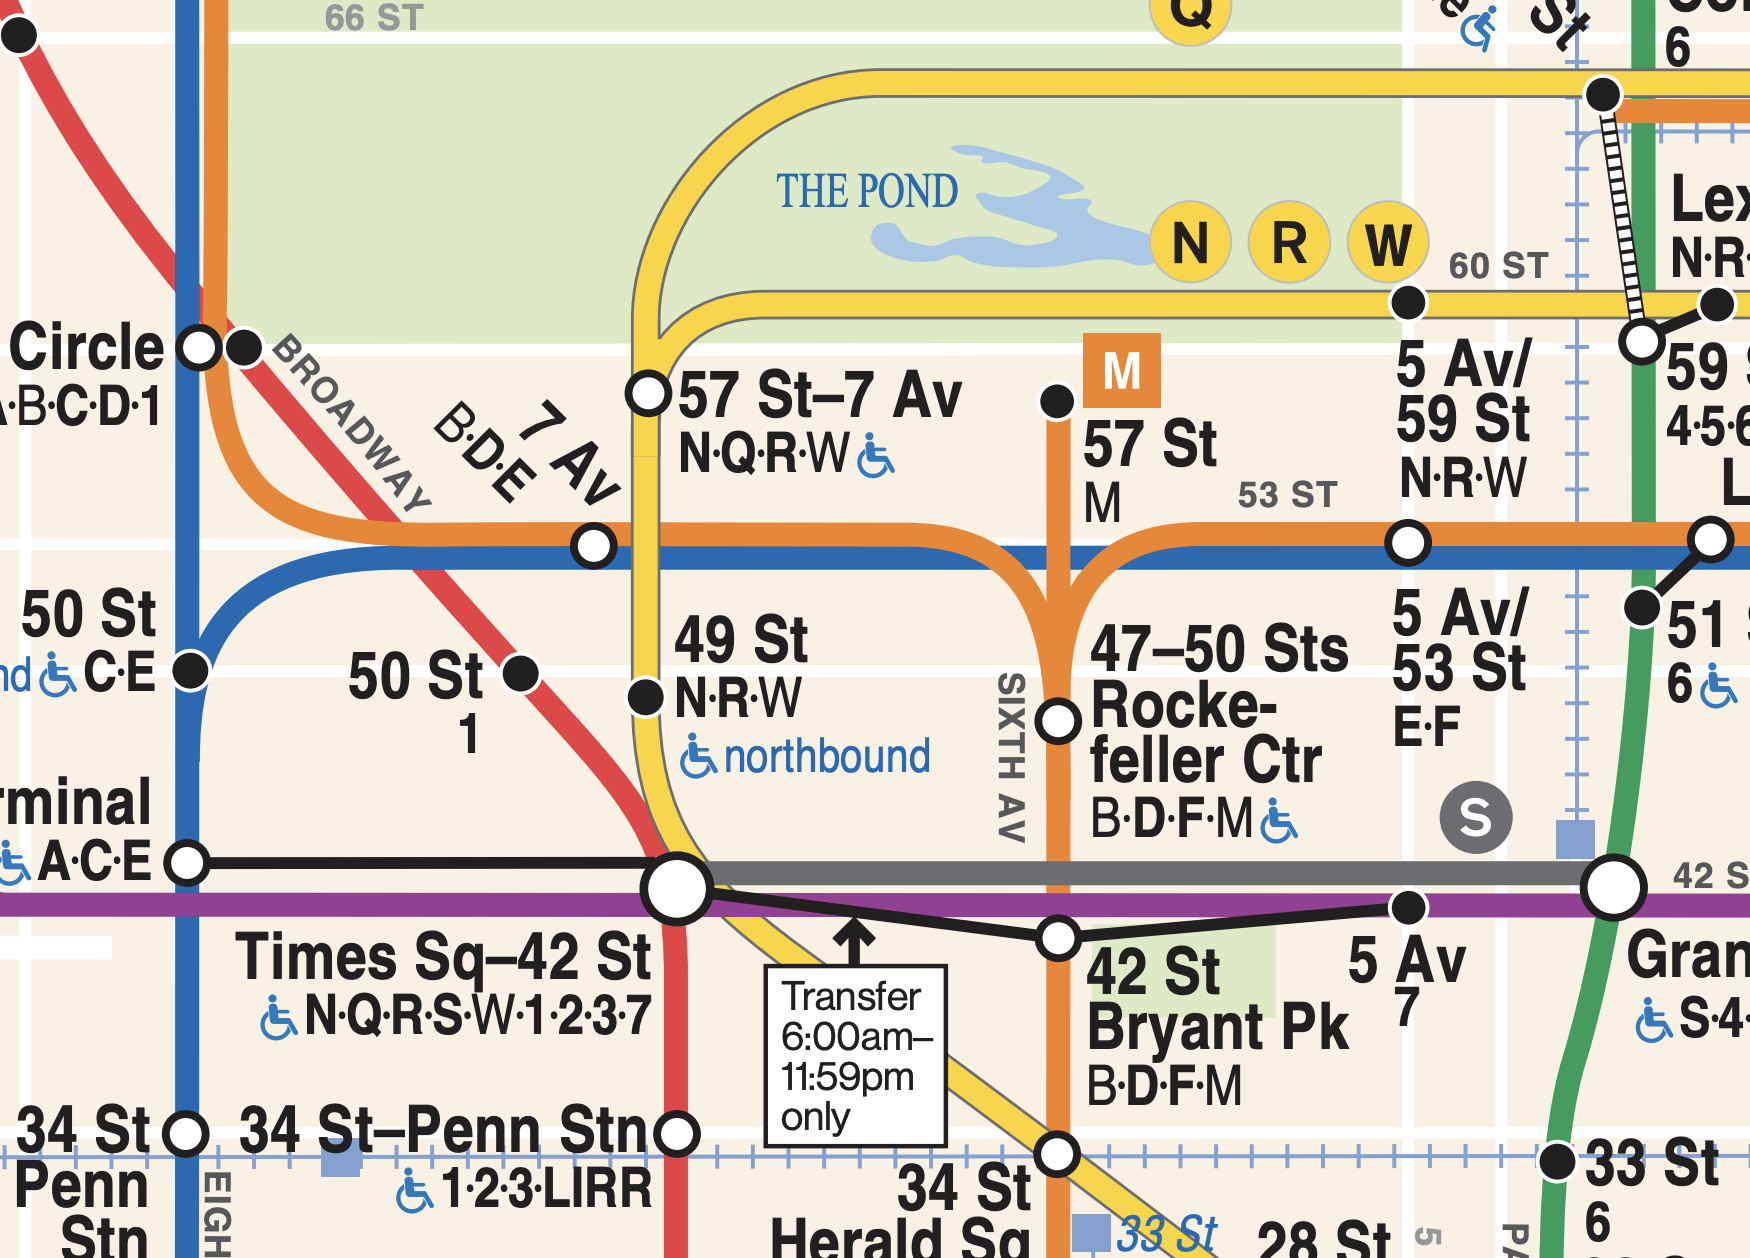 66 ST
Q
St
6
THE POND
N R W
60 ST
N·R·
Circle
A·B·C·D·1
BROADWAY
7 Av
B·D·E
57 St–7 Av
N·Q·R·W
M
57 St
M
5 Av/
59 St
N·R·W
59
4·5·6
53 ST
50 St
C·E
50 St
1
49 St
N·R·W
northbound
SIXTH AV
47–50 Sts
Rocke-
feller Ctr
B·D·F·M
5 Av/
53 St
E·F
51
6
S
A·C·E
42 S
Times Sq–42 St
N·Q·R·S·W·1·2·3·7
Transfer
6:00am–
11:59pm
only
42 St
Bryant Pk
B·D·F·M
5 Av
7
Gran
S·4·
34 St
Penn
Stn
EIGH
34 St–Penn Stn
1·2·3·LIRR
34 St
Herald Sq
33 St
28 St
5
PA
33 St
6